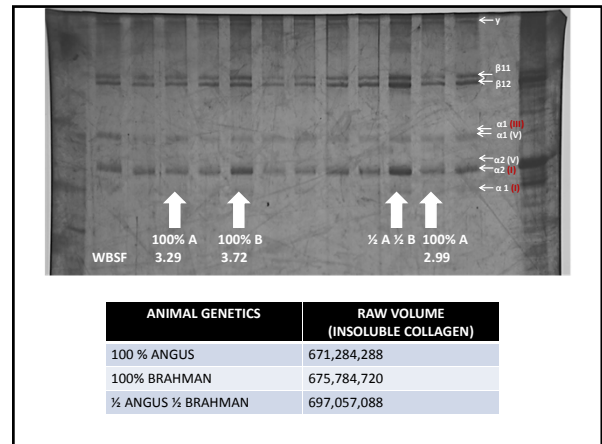 γ
β11
β12
α1 (III)
α1 (V)
α2 (V)
α2 (I)
α 1 (I)
100% A 100% B ½ A ½ B 100% A
WBSF 3.29 3.72 2.99
ANIMAL GENETICS RAW VOLUME (INSOLUBLE COLLAGEN)
100 % ANGUS 671,284,288
100% BRAHMAN 675,784,720
½ ANGUS ½ BRAHMAN 697,057,088